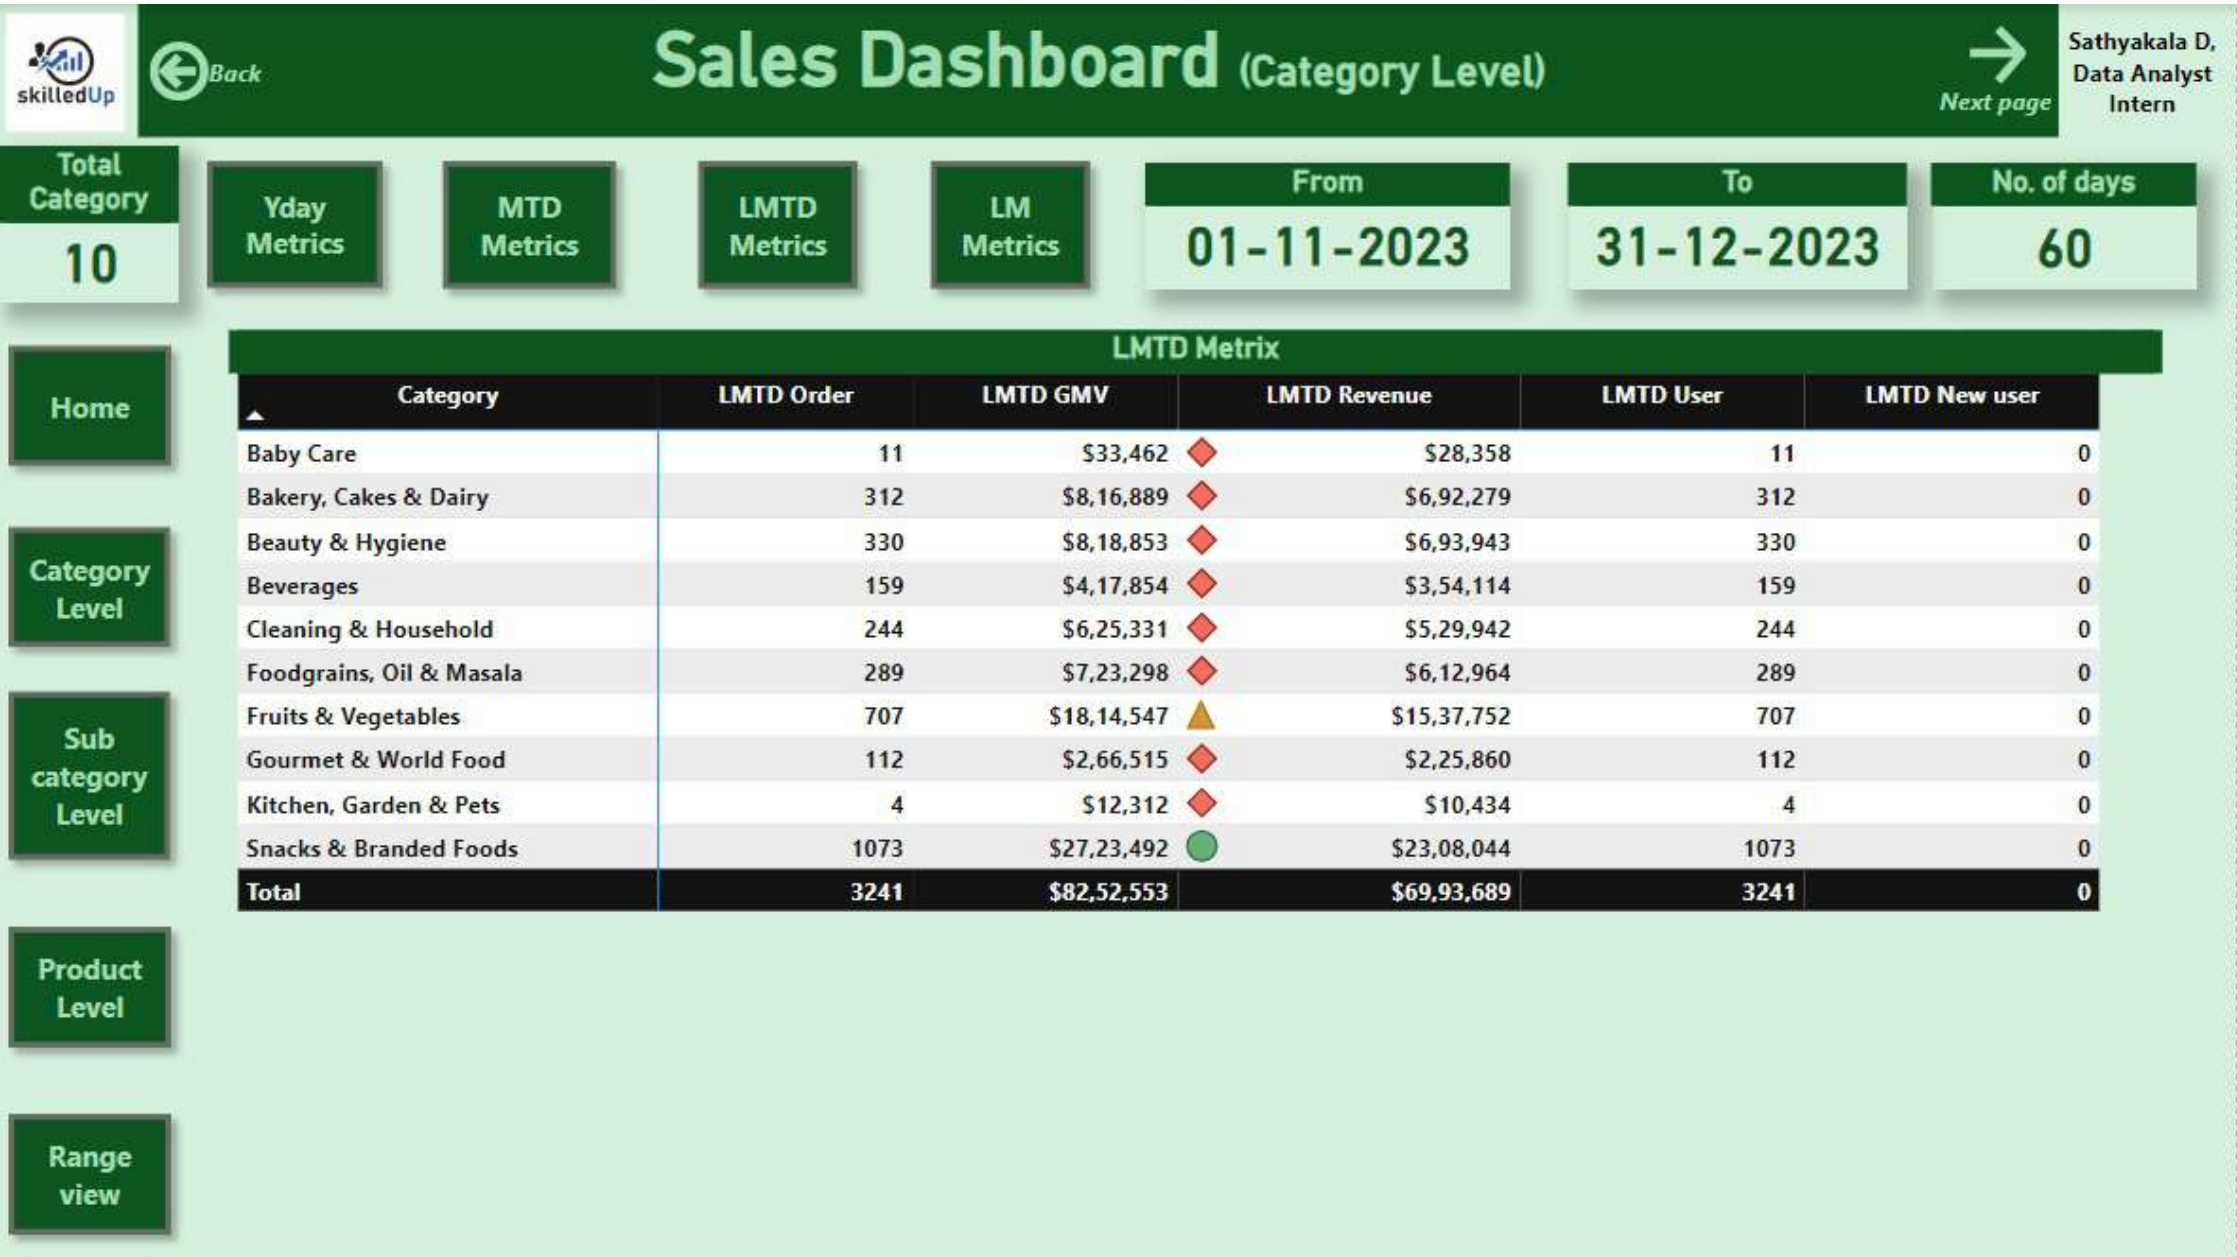 skilledUp
Back
Sales Dashboard (Category Level)
Next page
Sathyakala D,
Data Analyst
Intern
Total
Category
10
Yday
Metrics
MTD
Metrics
LMTD
Metrics
LM
Metrics
From
01-11-2023
To
31-12-2023
No. of days
60
Home
Category
Level
Sub
category
Level
Product
Level
Range
view
LMTD Metrix
Category LMTD Order LMTD GMV LMTD Revenue LMTD User LMTD New user
Baby Care 11 $33,462 $28,358 11 0
Bakery, Cakes & Dairy 312 $8,16,889 $6,92,279 312 0
Beauty & Hygiene 330 $8,18,853 $6,93,943 330 0
Beverages 159 $4,17,854 $3,54,114 159 0
Cleaning & Household 244 $6,25,331 $5,29,942 244 0
Foodgrains, Oil & Masala 289 $7,23,298 $6,12,964 289 0
Fruits & Vegetables 707 $18,14,547 $15,37,752 707 0
Gourmet & World Food 112 $2,66,515 $2,25,860 112 0
Kitchen, Garden & Pets 4 $12,312 $10,434 4 0
Snacks & Branded Foods 1073 $27,23,492 $23,08,044 1073 0
Total 3241 $82,52,553 $69,93,689 3241 0